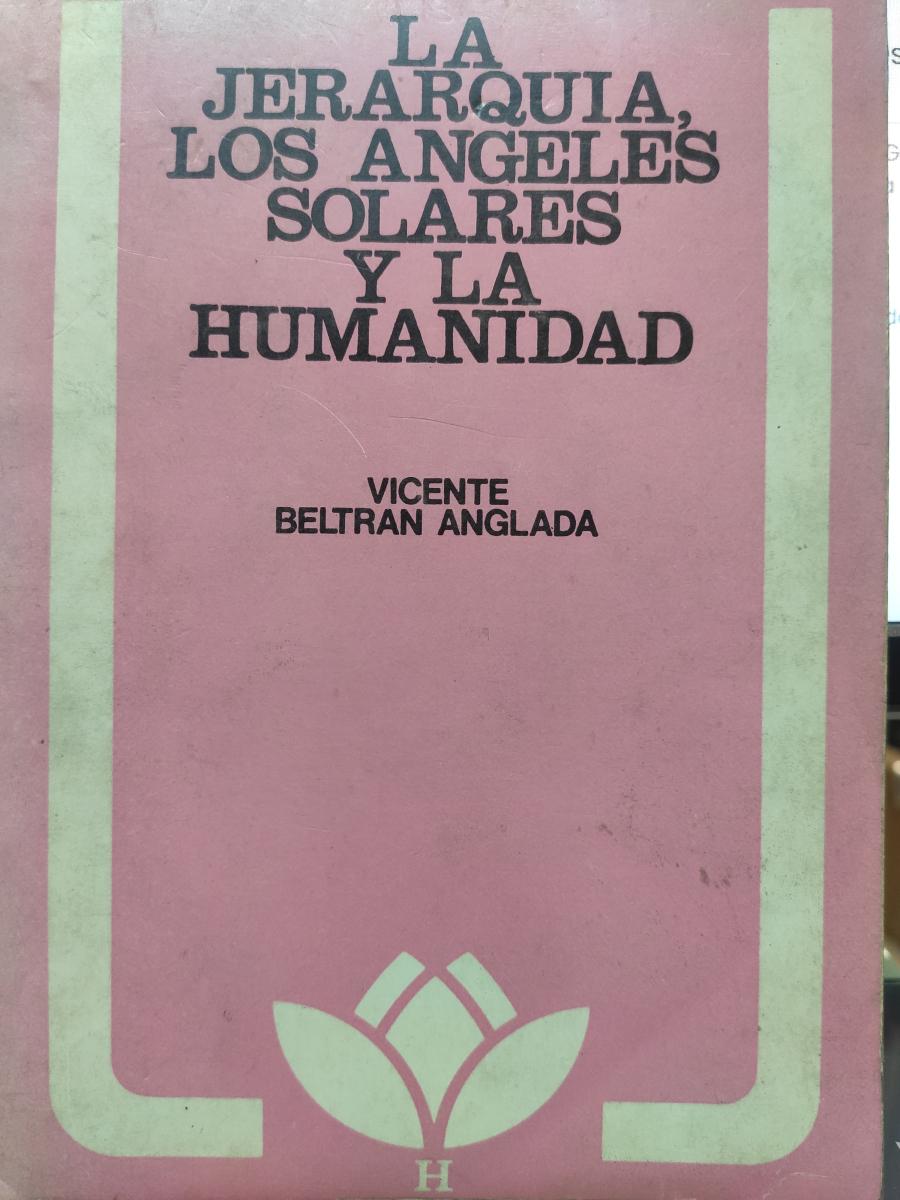 LA
JERARQUIA,
LOS ANGELES
SOLARES
Y LA
HUMANIDAD
VICENTE
BELTRAN ANGLADA
H